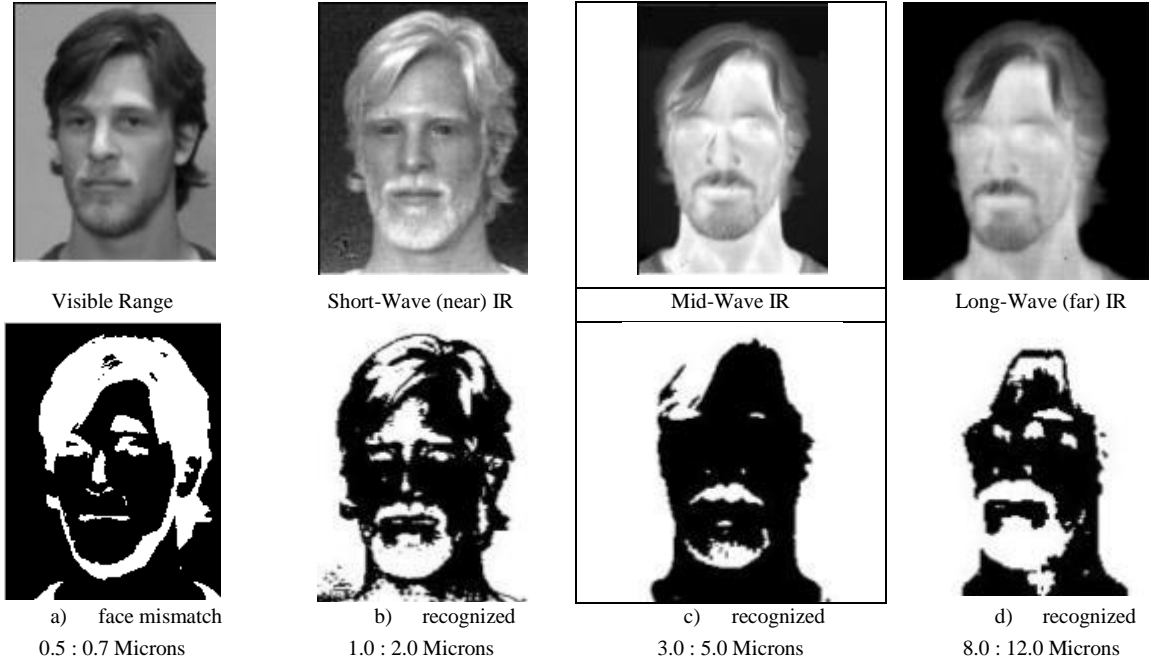 Visible Range
Short-Wave (near) IR
Mid-Wave IR
Long-Wave (far) IR
a) face mismatch
b) recognized
c) recognized
d) recognized
0.5 : 0.7 Microns
1.0 : 2.0 Microns
3.0 : 5.0 Microns
8.0 : 12.0 Microns